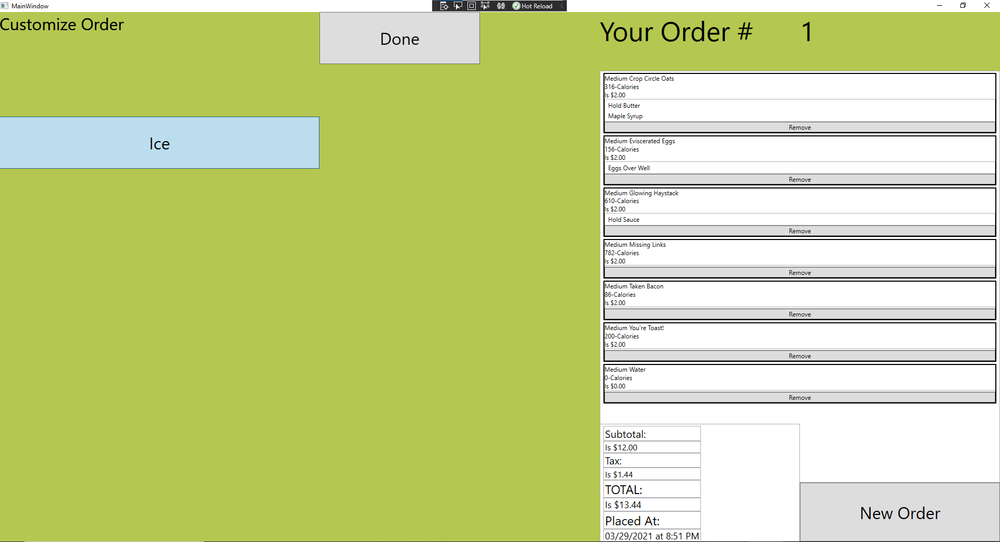 MainWindow
Hot Reload
Customize Order
Done
Ice
Your Order # 1
Medium Crop Circle Oats
316-Calories
Is $2.00
Hold Butter
Maple Syrup
Remove
Medium Eviscerated Eggs
156-Calories
Is $2.00
Eggs Over Well
Remove
Medium Glowing Haystack
610-Calories
Is $2.00
Hold Sauce
Remove
Medium Missing Links
782-Calories
Is $2.00
Remove
Medium Taken Bacon
86-Calories
Is $2.00
Remove
Medium You're Toast!
200-Calories
Is $2.00
Remove
Medium Water
0-Calories
Is $0.00
Remove
Subtotal:
Is $12.00
Tax:
Is $1.44
TOTAL:
Is $13.44
Placed At:
03/29/2021 at 8:51 PM
New Order